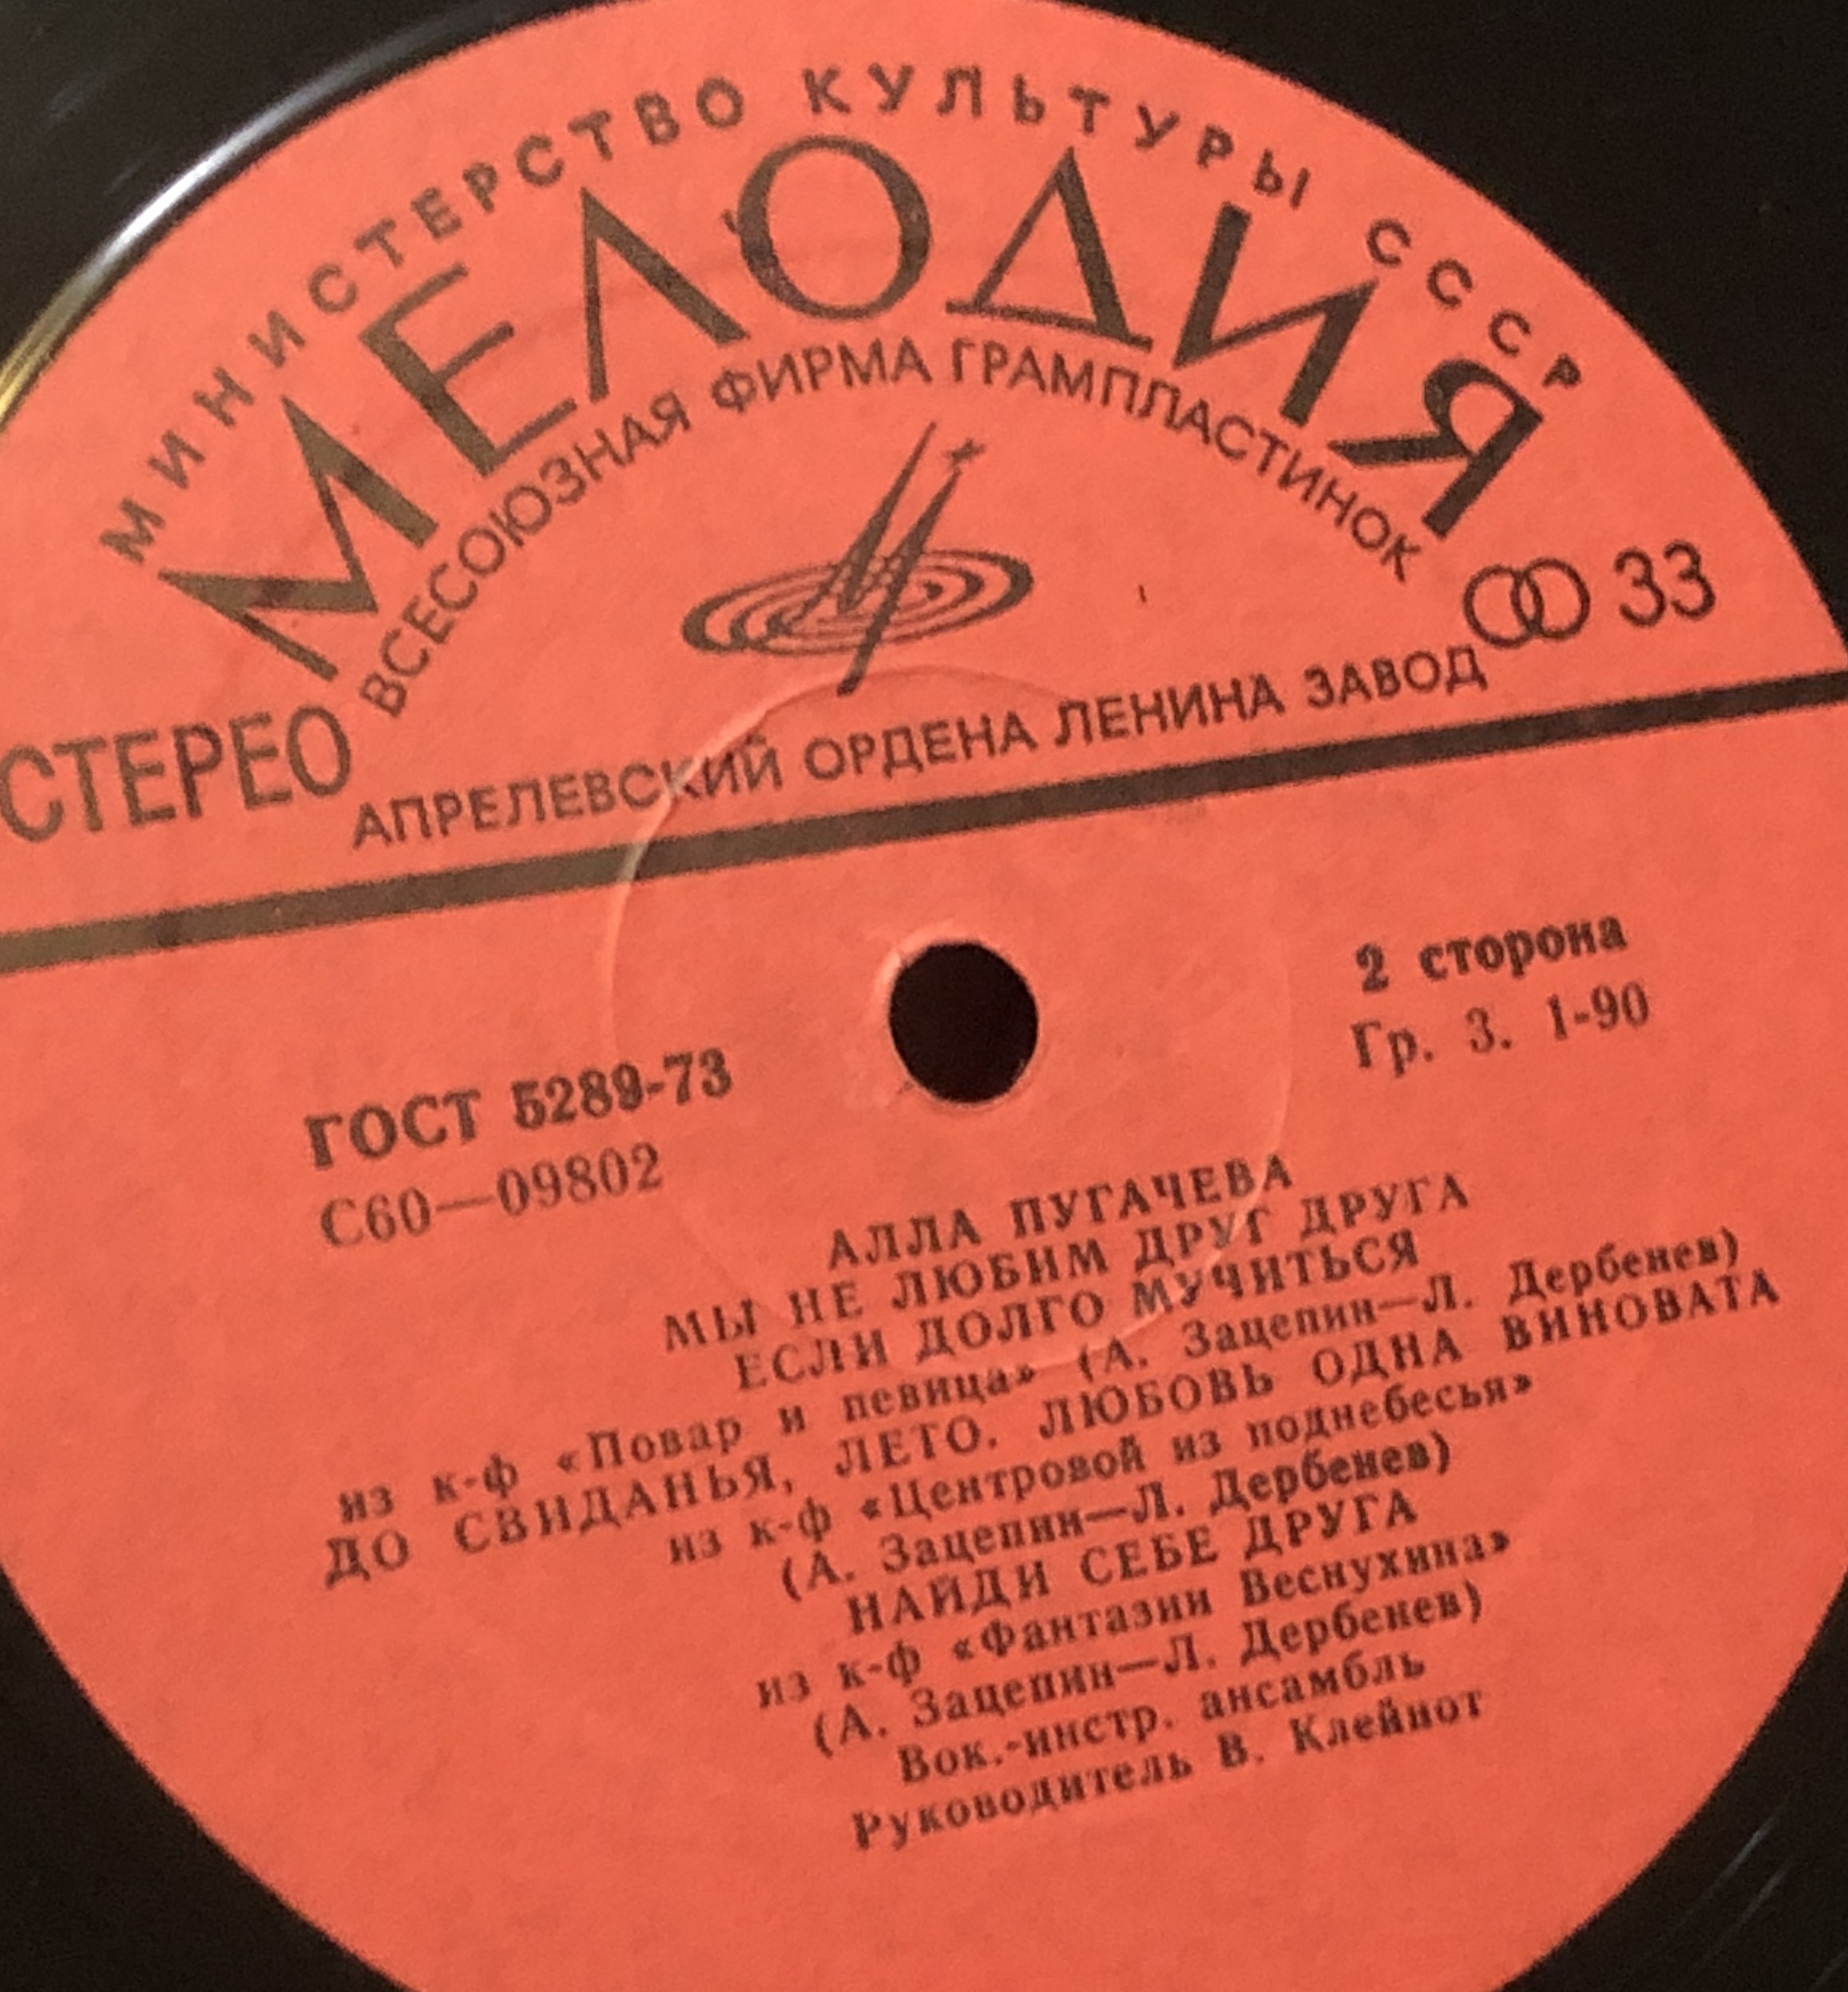 МИНИСТЕРСТВО КУЛЬТУРЫ СССР
МЕЛОДИЯ
ВСЕСОЮЗНАЯ ФИРМА ГРАМПЛАСТИНОК
33
СТЕРЕО
АПРЕЛЕВСКИЙ ОРДЕНА ЛЕНИНА ЗАВОД
2 сторона
Гр. 3. 1-90
ГОСТ 5289-73
С60—09802
АЛЛА ПУГАЧЕВА
МЫ НЕ ЛЮБИМ ДРУГ ДРУГА
ЕСЛИ ДОЛГО МУЧИТЬСЯ
из к-ф «Повар и певица» (А. Зацепин—Л. Дербенев)
ДО СВИДАНЬЯ, ЛЕТО. ЛЮБОВЬ ОДНА ВИНОВАТА
из к-ф «Центровой из поднебесья»
(А. Зацепин—Л. Дербенев)
НАЙДИ СЕБЕ ДРУГА
из к-ф «Фантазии Веснухина»
(А. Зацепин—Л. Дербенев)
Вок.-инстр. ансамбль
Руководитель В. Клейнот